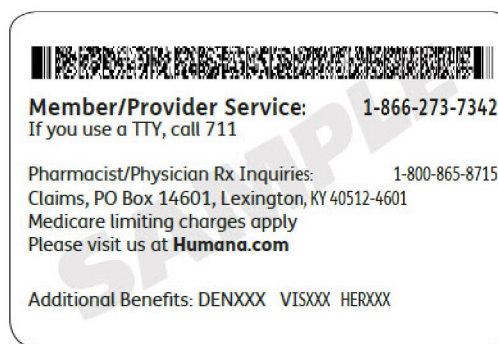 Member/Provider Service: 1-866-273-7342
If you use a TTY, call 711
Pharmacist/Physician Rx Inquiries: 1-800-865-8715
Claims, PO Box 14601, Lexington, KY 40512-4601
Medicare limiting charges apply
Please visit us at Humana.com
Additional Benefits: DENXXX VISXXX HERXXX
SAMPLE